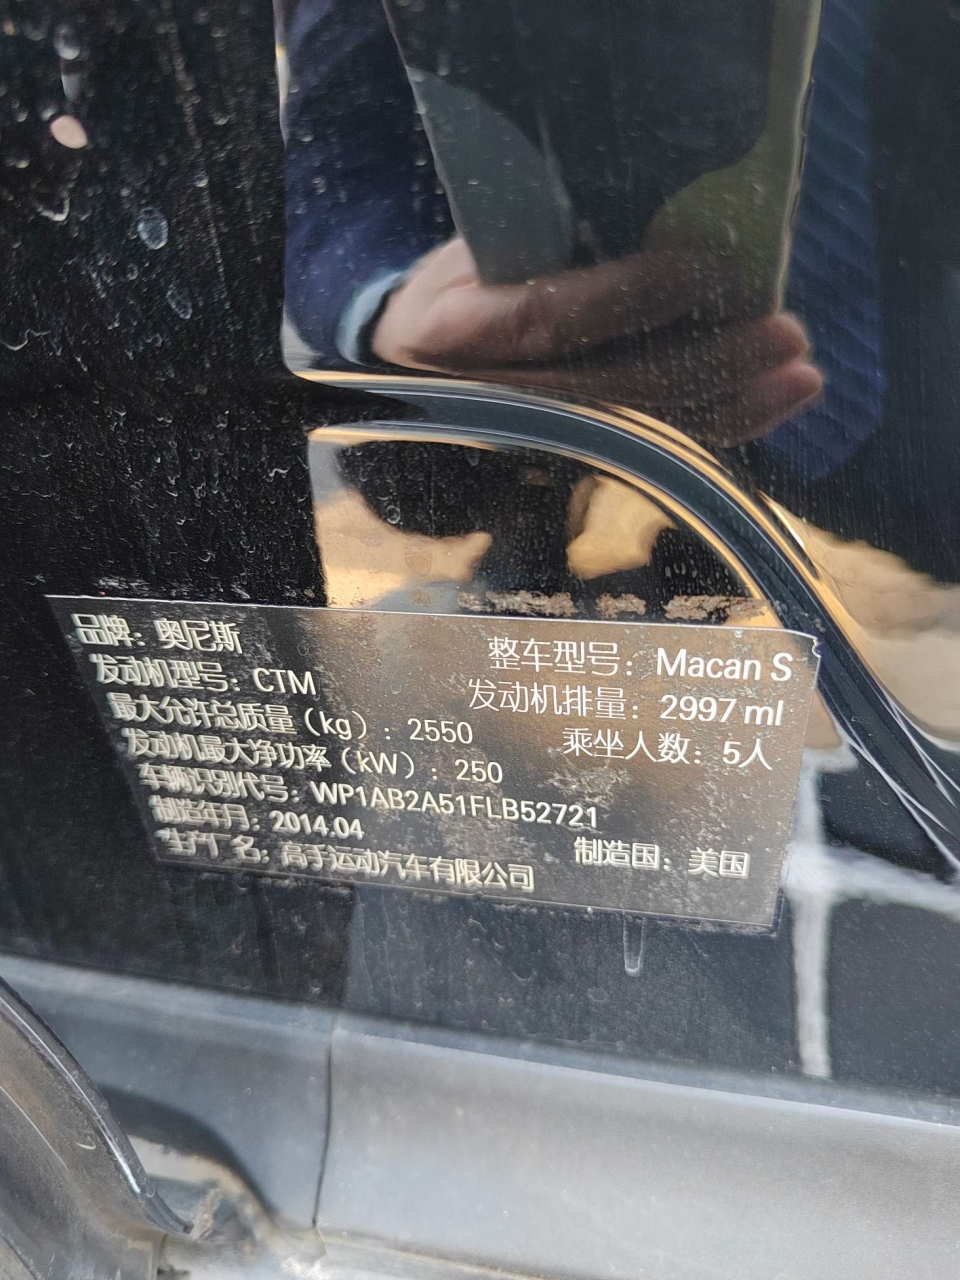 品牌：奥尼斯 整车型号：Macan S
发动机型号：CTM 发动机排量：2997 ml
最大允许总质量（kg）：2550 乘坐人数：5人
发动机最大净功率（kW）：250
车辆识别代号：WP1AB2A51FLB52721
制造年月：2014.04 制造国：美国
生产厂名：高手运动汽车有限公司